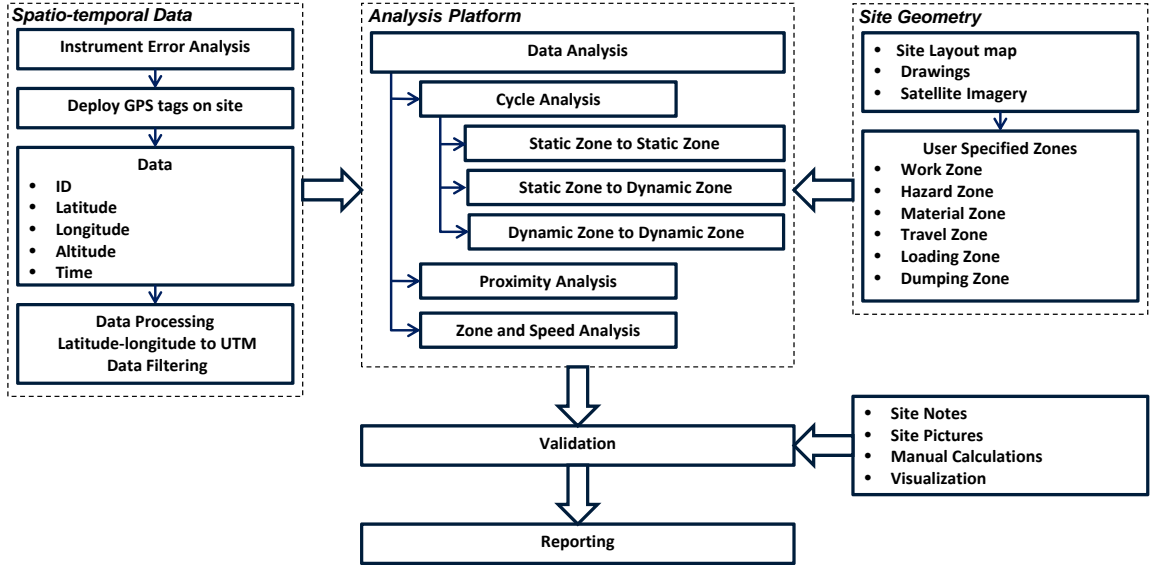 Spatio-temporal Data
Instrument Error Analysis
Deploy GPS tags on site
Data
• ID
• Latitude
• Longitude
• Altitude
• Time
Data Processing
Latitude-longitude to UTM
Data Filtering
Analysis Platform
Data Analysis
Cycle Analysis
Static Zone to Static Zone
Static Zone to Dynamic Zone
Dynamic Zone to Dynamic Zone
Proximity Analysis
Zone and Speed Analysis
Site Geometry
• Site Layout map
• Drawings
• Satellite Imagery
User Specified Zones
• Work Zone
• Hazard Zone
• Material Zone
• Travel Zone
• Loading Zone
• Dumping Zone
Validation
• Site Notes
• Site Pictures
• Manual Calculations
• Visualization
Reporting